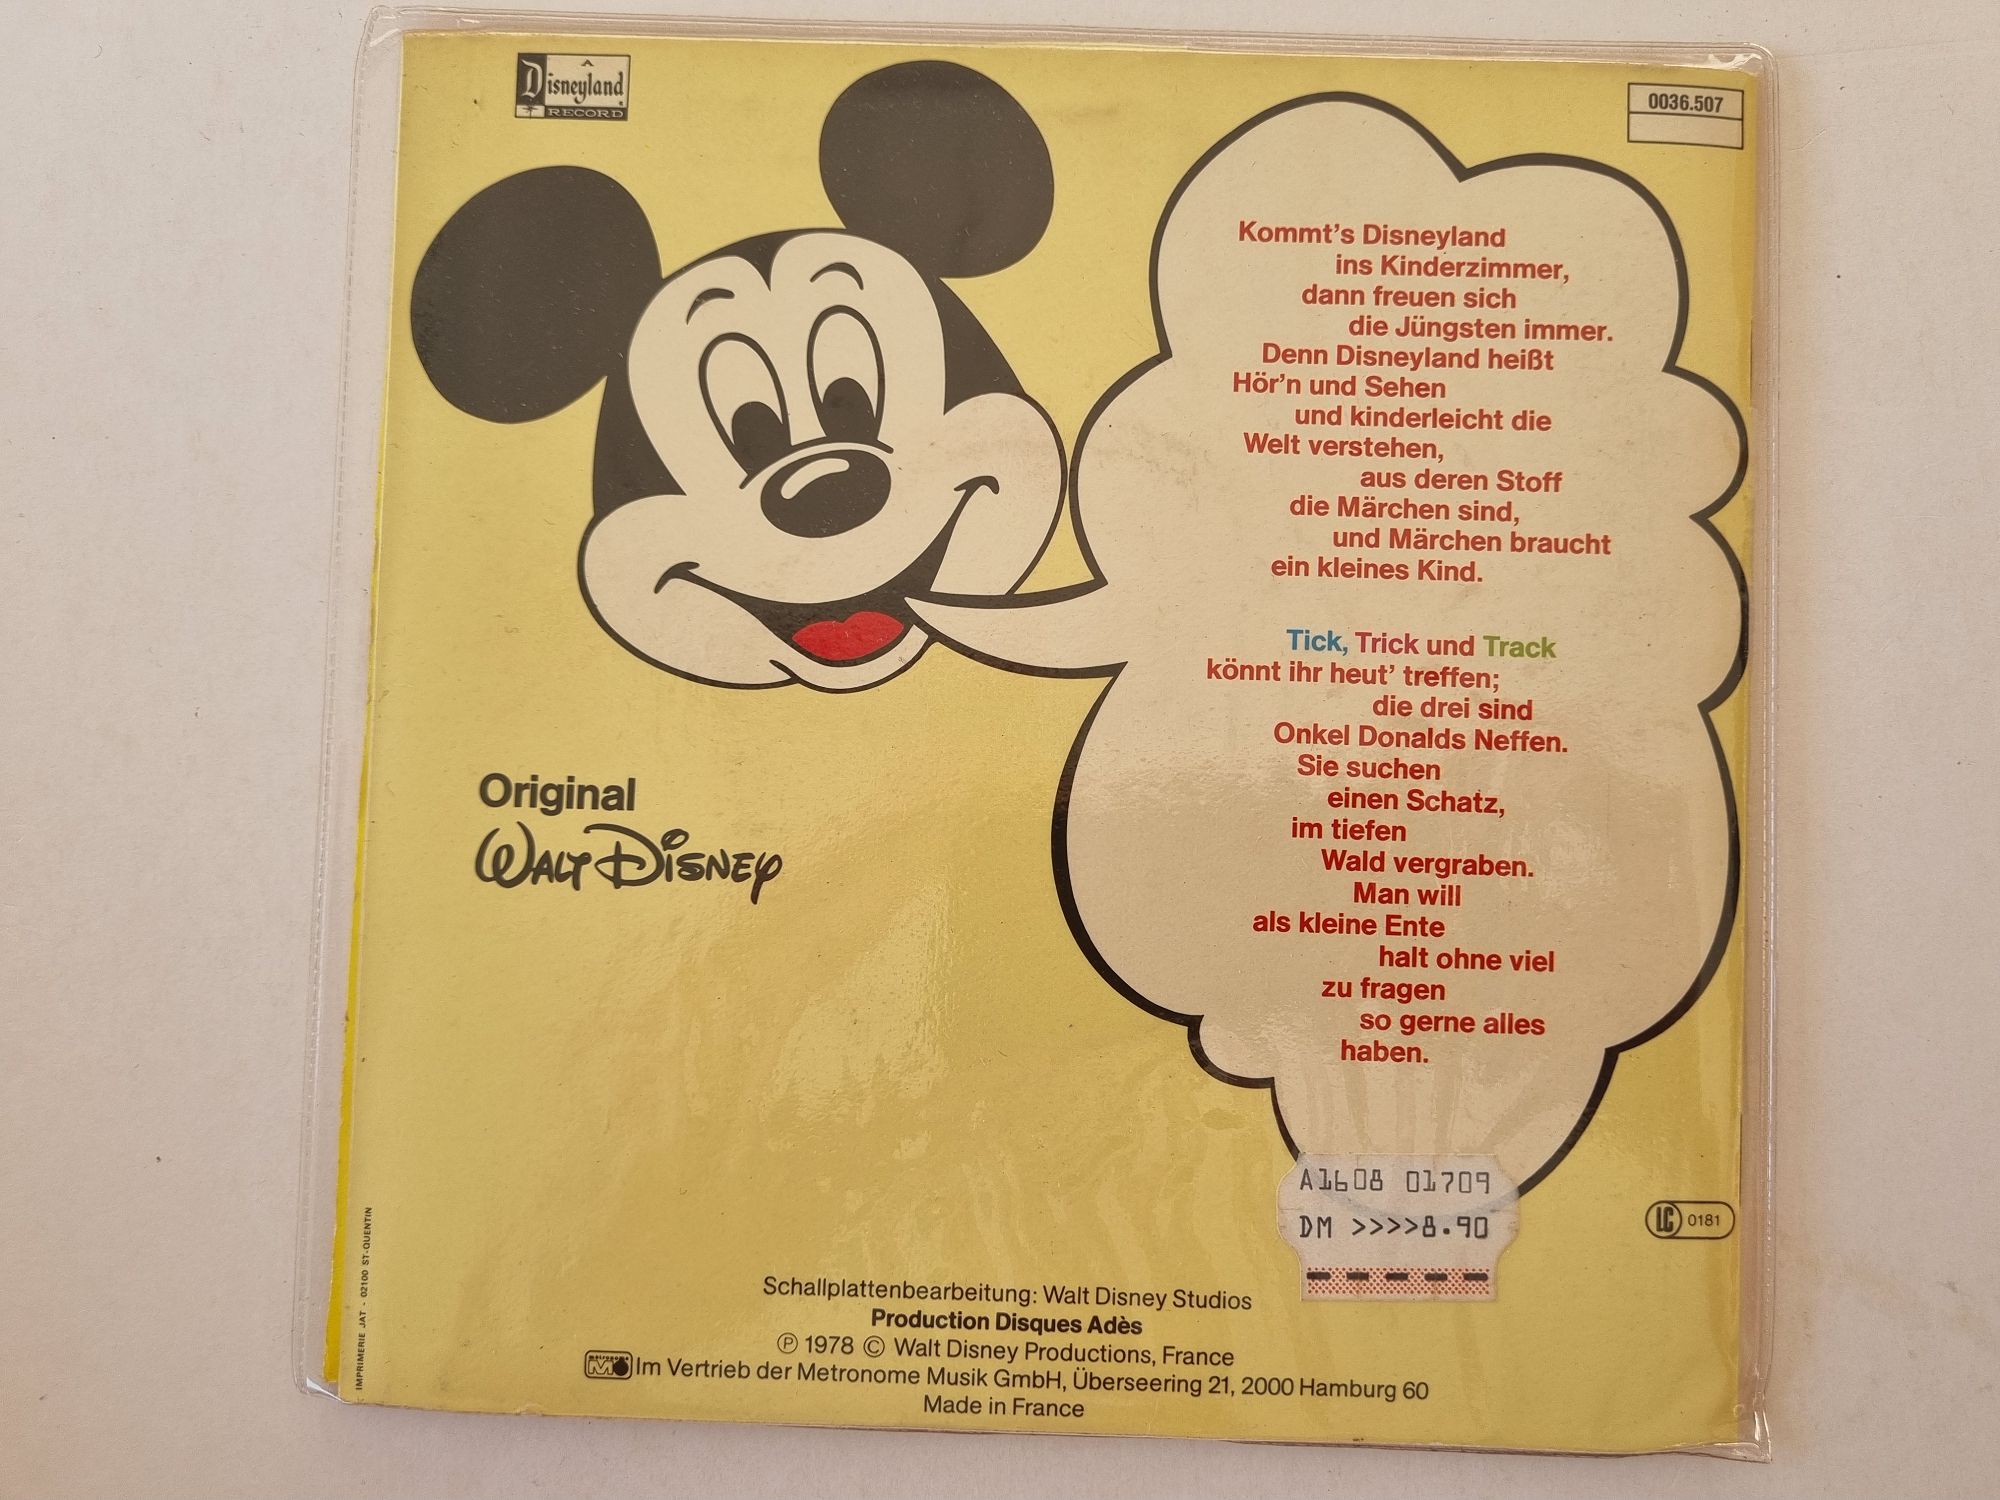 Disneyland
RECORD
0036.507
Kommt's Disneyland
ins Kinderzimmer,
dann freuen sich
die Jüngsten immer.
Denn Disneyland heißt
Hör'n und Sehen
und kinderleicht die
Welt verstehen,
aus deren Stoff
die Märchen sind,
und Märchen braucht
ein kleines Kind.
Tick, Trick und Track
könnt ihr heut' treffen;
die drei sind
Onkel Donalds Neffen.
Sie suchen
einen Schatz,
im tiefen
Wald vergraben.
Man will
als kleine Ente
halt ohne viel
zu fragen
so gerne alles
haben.
Original
WALT DISNEY
A1608 01709
DM >>>>8.90
LC 0181
Schallplattenbearbeitung: Walt Disney Studios
Production Disques Adès
℗ 1978 © Walt Disney Productions, France
metronome Im Vertrieb der Metronome Musik GmbH, Überseering 21, 2000 Hamburg 60
Made in France
IMPRIMERIE JAT - 02100 ST-QUENTIN